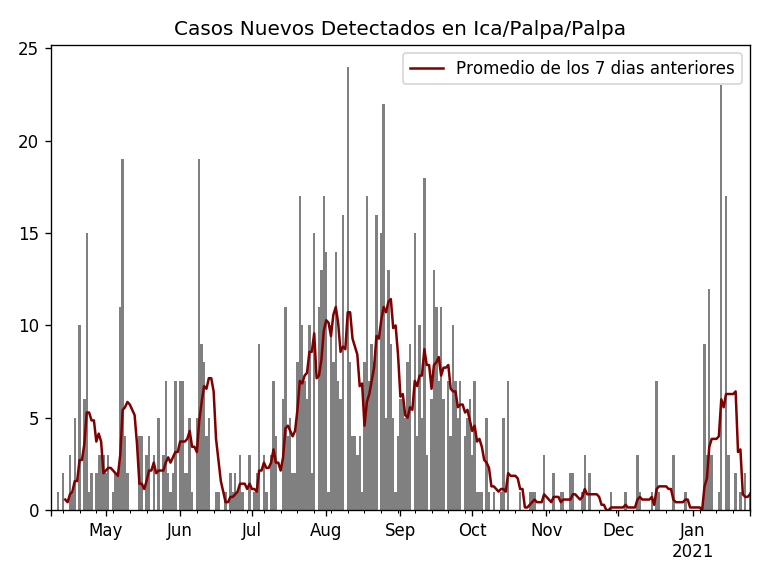 Casos Nuevos Detectados en Ica/Palpa/Palpa
Promedio de los 7 dias anteriores
25
20
15
10
5
0
May Jun Jul Aug Sep Oct Nov Dec Jan
2021